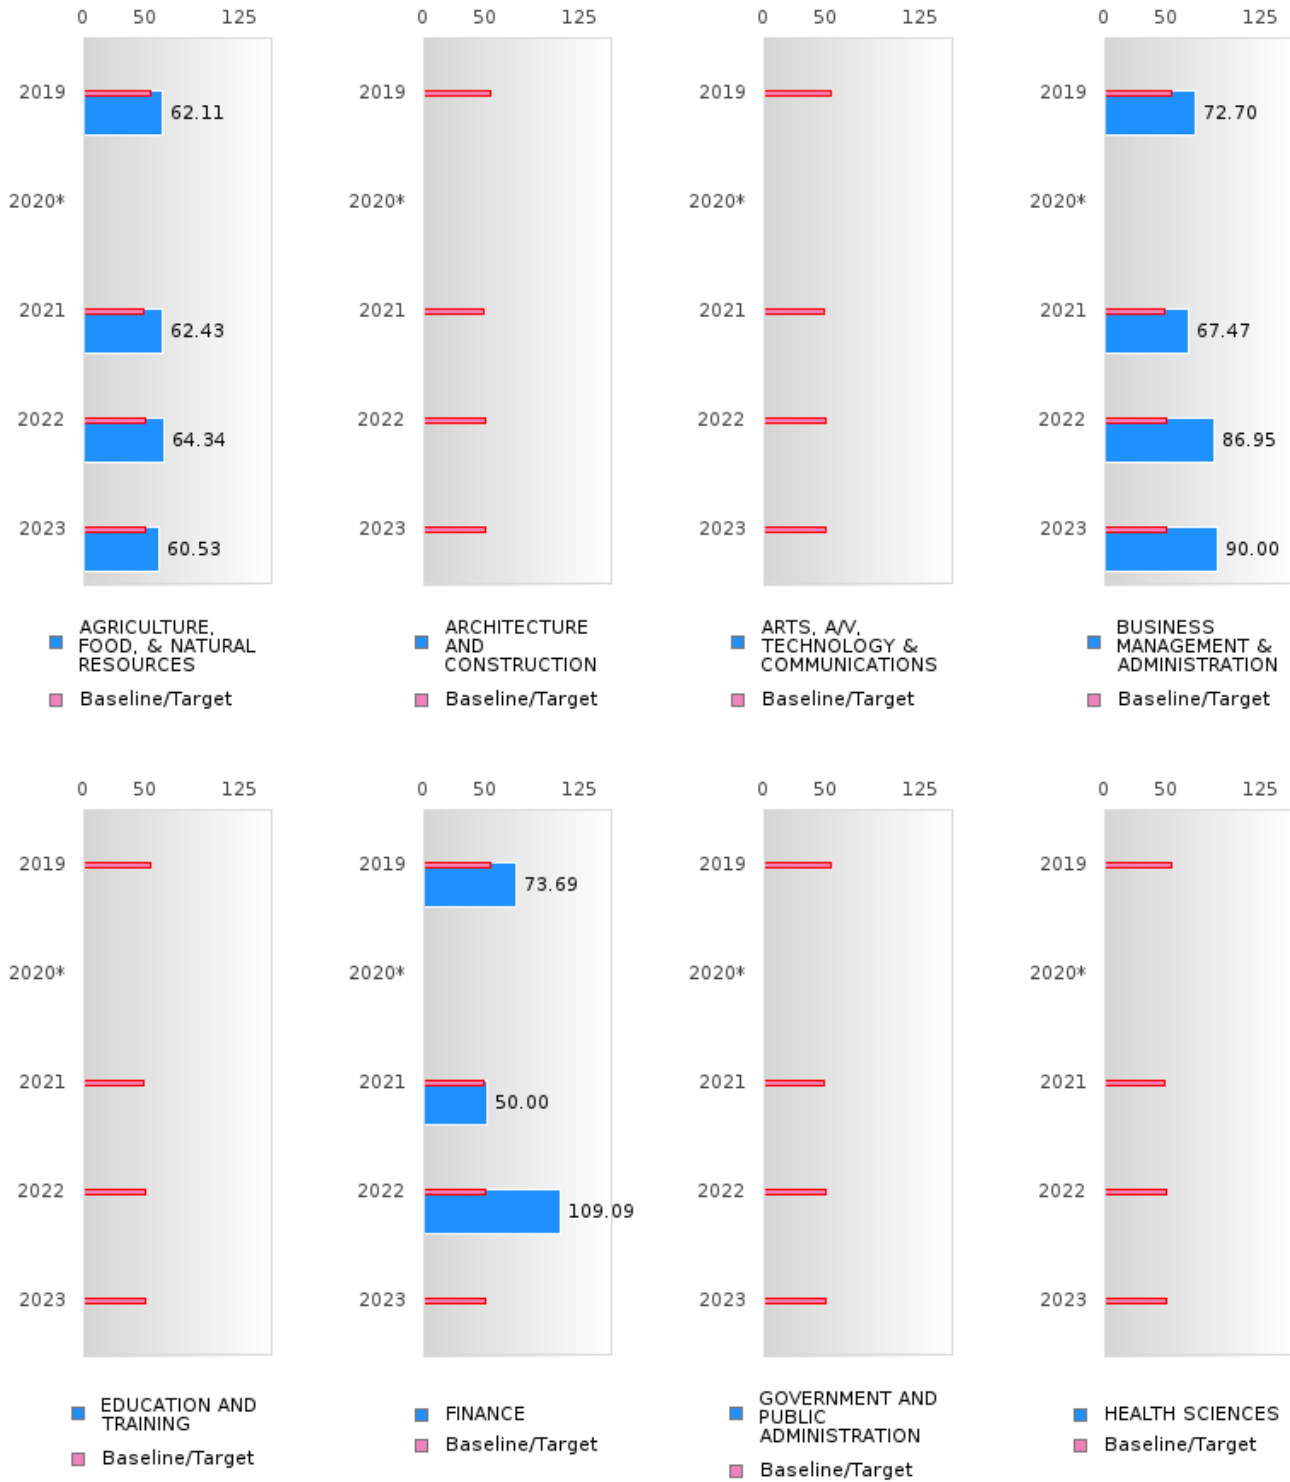 0 50 125
2019 62.11
2020*
2021 62.43
2022 64.34
2023 60.53
AGRICULTURE,
FOOD, & NATURAL
RESOURCES
Baseline/Target
0 50 125
2019
2020*
2021
2022
2023
ARCHITECTURE
AND
CONSTRUCTION
Baseline/Target
0 50 125
2019
2020*
2021
2022
2023
ARTS, A/V,
TECHNOLOGY &
COMMUNICATIONS
Baseline/Target
0 50 125
2019 72.70
2020*
2021 67.47
2022 86.95
2023 90.00
BUSINESS
MANAGEMENT &
ADMINISTRATION
Baseline/Target
0 50 125
2019
2020*
2021
2022
2023
EDUCATION AND
TRAINING
Baseline/Target
0 50 125
2019 73.69
2020*
2021 50.00
2022 109.09
2023
FINANCE
Baseline/Target
0 50 125
2019
2020*
2021
2022
2023
GOVERNMENT AND
PUBLIC
ADMINISTRATION
Baseline/Target
0 50 125
2019
2020*
2021
2022
2023
HEALTH SCIENCES
Baseline/Target